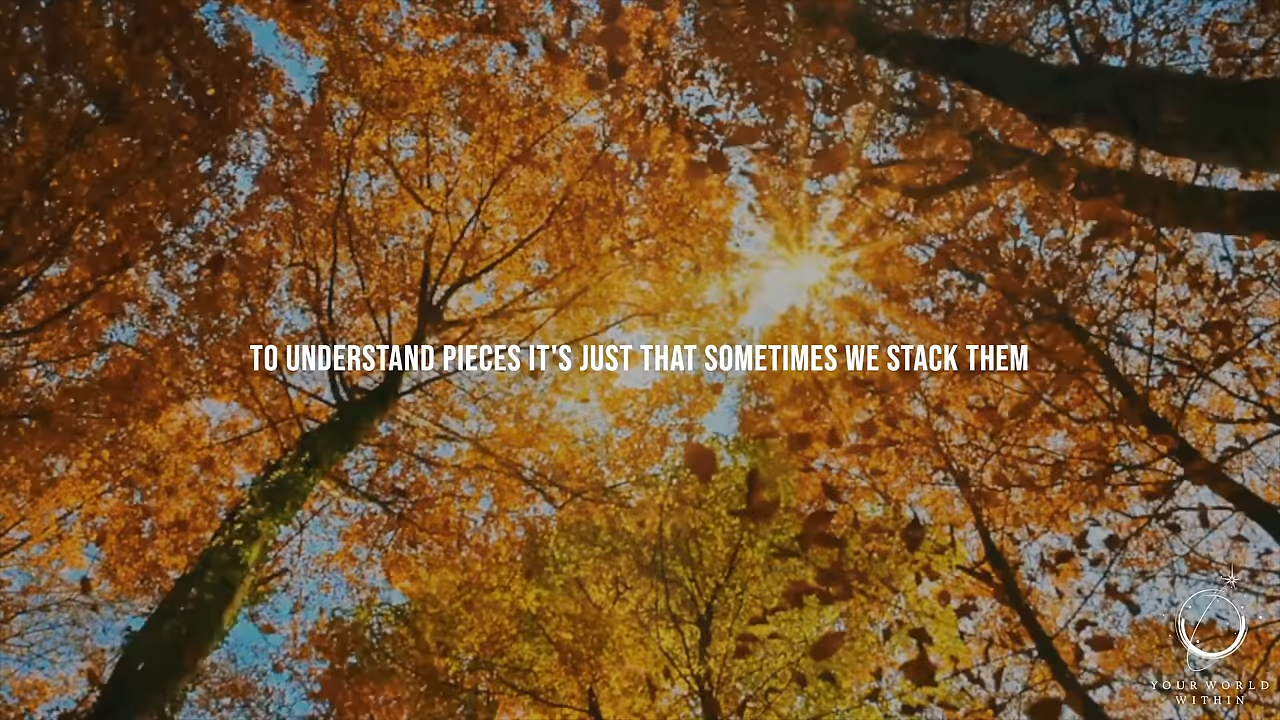 TO UNDERSTAND PIECES IT'S JUST THAT SOMETIMES WE STACK THEM
YOUR WORLD
WITHIN